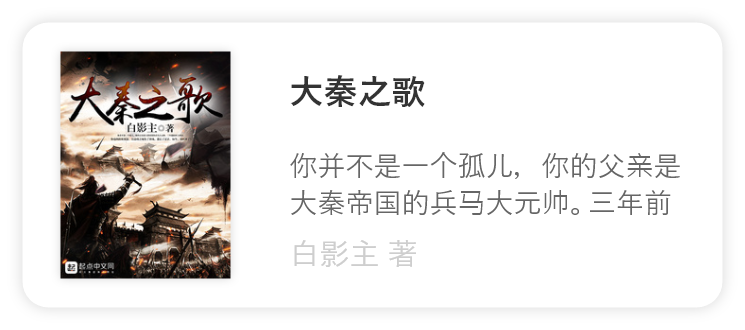 大秦之歌
白影主 著
起点中文网
大秦之歌
你并不是一个孤儿，你的父亲是
大秦帝国的兵马大元帅。三年前
白影主 著